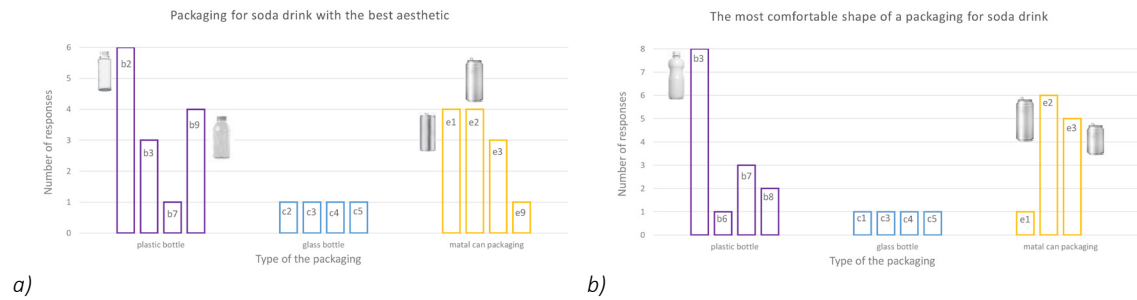 Packaging for soda drink with the best aesthetic
Number of responses
6
5
4
3
2
1
0
b2
b3
b7
b9
c2
c3
c4
c5
e1
e2
e3
e9
plastic bottle
glass bottle
matal can packaging
Type of the packaging
a)
The most comfortable shape of a packaging for soda drink
Number of responses
8
7
6
5
4
3
2
1
0
b3
b6
b7
b8
c1
c3
c4
c5
e1
e2
e3
plastic bottle
glass bottle
matal can packaging
Type of the packaging
b)